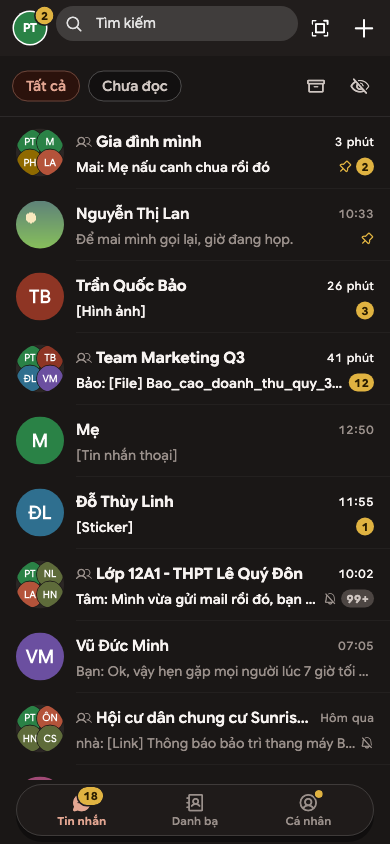 PT
2
Tìm kiếm
Tất cả
Chưa đọc
PT M PH LA
Gia đình mình
3 phút
Mai: Mẹ nấu canh chua rồi đó
2
Nguyễn Thị Lan
10:33
Để mai mình gọi lại, giờ đang họp.
TB
Trần Quốc Bảo
26 phút
[Hình ảnh]
3
PT TB ĐL VM
Team Marketing Q3
41 phút
Bảo: [File] Bao_cao_doanh_thu_quy_3...
12
M
Mẹ
12:50
[Tin nhắn thoại]
ĐL
Đỗ Thùy Linh
11:55
[Sticker]
1
PT NL LA HN
Lớp 12A1 - THPT Lê Quý Đôn
10:02
Tâm: Mình vừa gửi mail rồi đó, bạn ...
99+
VM
Vũ Đức Minh
07:05
Bạn: Ok, vậy hẹn gặp mọi người lúc 7 giờ tối ...
PT ÔN HN CS
Hội cư dân chung cư Sunris...
Hôm qua
nhà: [Link] Thông báo bảo trì thang máy B...
18
Tin nhắn
Danh bạ
Cá nhân